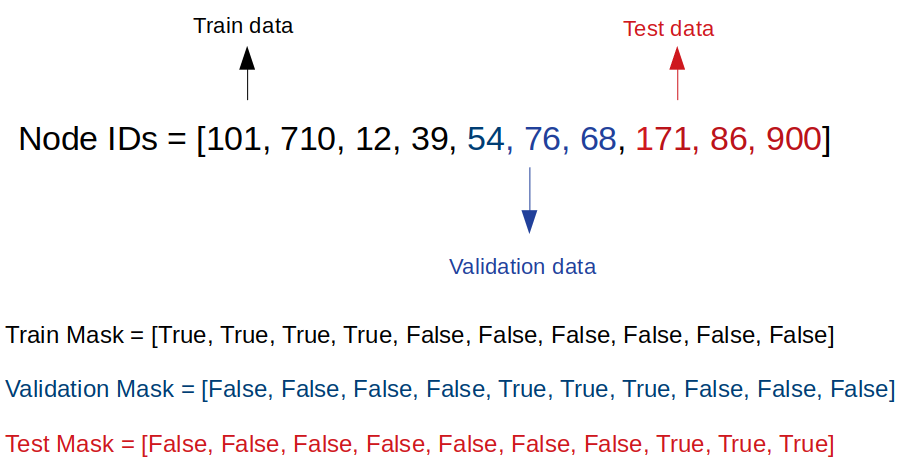 Train data
Test data
Node IDs = [101, 710, 12, 39, 54, 76, 68, 171, 86, 900]
Validation data
Train Mask = [True, True, True, True, False, False, False, False, False, False]
Validation Mask = [False, False, False, False, True, True, True, False, False, False]
Test Mask = [False, False, False, False, False, False, False, True, True, True]